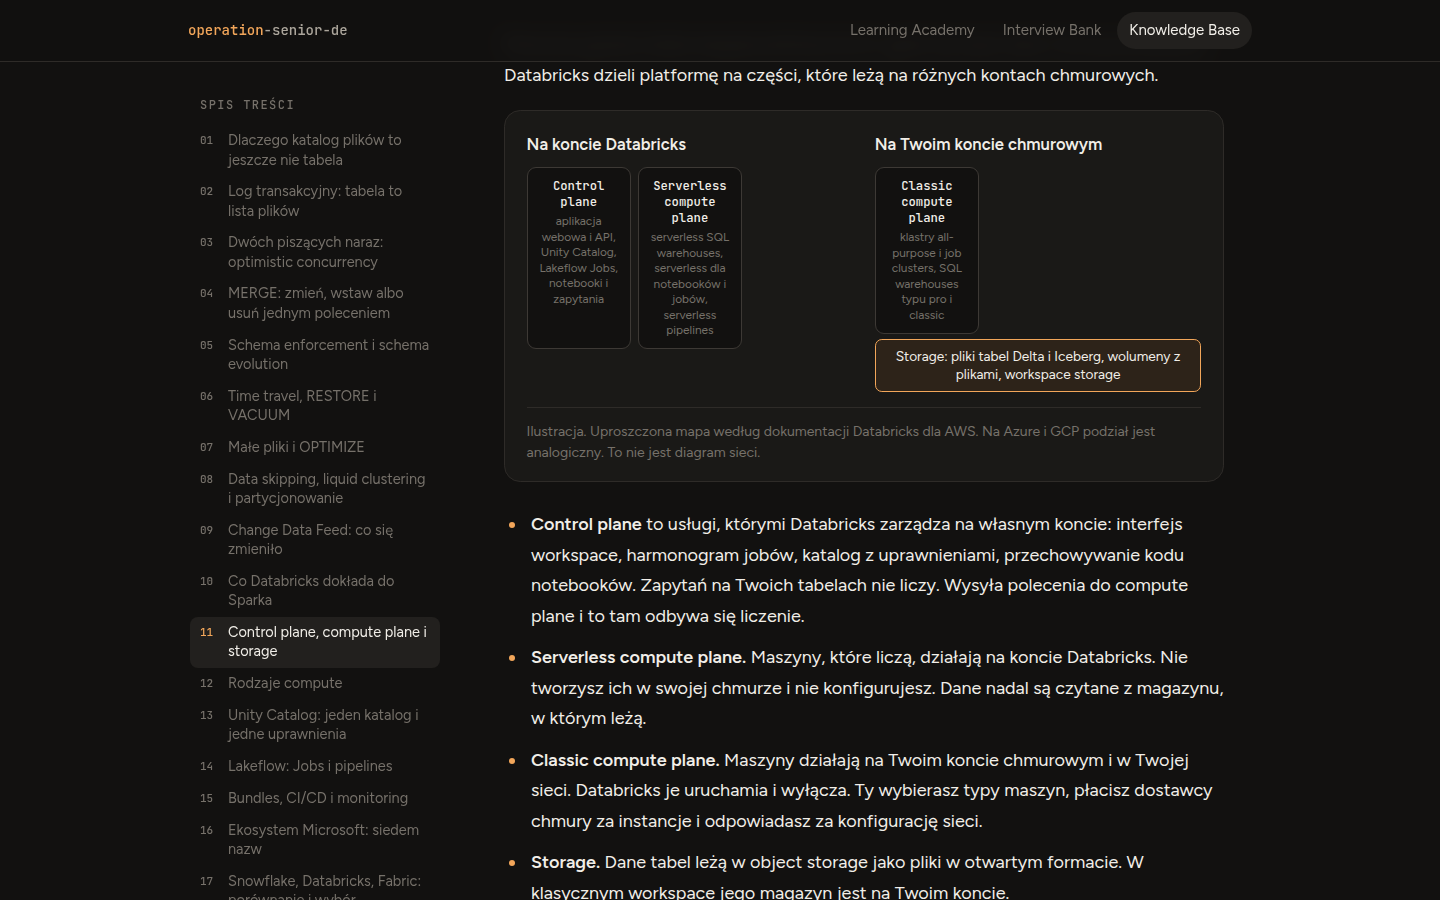 operation-senior-de
Learning Academy
Interview Bank
Knowledge Base
SPIS TREŚCI
01 Dlaczego katalog plików to
jeszcze nie tabela
02 Log transakcyjny: tabela to
lista plików
03 Dwóch piszących naraz:
optimistic concurrency
04 MERGE: zmień, wstaw albo
usuń jednym poleceniem
05 Schema enforcement i schema
evolution
06 Time travel, RESTORE i
VACUUM
07 Małe pliki i OPTIMIZE
08 Data skipping, liquid clustering
i partycjonowanie
09 Change Data Feed: co się
zmieniło
10 Co Databricks dokłada do
Sparka
11 Control plane, compute plane i
storage
12 Rodzaje compute
13 Unity Catalog: jeden katalog i
jedne uprawnienia
14 Lakeflow: Jobs i pipelines
15 Bundles, CI/CD i monitoring
16 Ekosystem Microsoft: siedem
nazw
17 Snowflake, Databricks, Fabric:
porównanie i wybór
Databricks dzieli platformę na części, które leżą na różnych kontach chmurowych.
Na koncie Databricks
Control
plane
aplikacja
webowa i API,
Unity Catalog,
Lakeflow Jobs,
notebooki i
zapytania
Serverless
compute
plane
serverless SQL
warehouses,
serverless dla
notebooków i
jobów,
serverless
pipelines
Na Twoim koncie chmurowym
Classic
compute
plane
klastry all-
purpose i job
clusters, SQL
warehouses
typu pro i
classic
Storage: pliki tabel Delta i Iceberg, wolumeny z
plikami, workspace storage
Ilustracja. Uproszczona mapa według dokumentacji Databricks dla AWS. Na Azure i GCP podział jest
analogiczny. To nie jest diagram sieci.
• Control plane to usługi, którymi Databricks zarządza na własnym koncie: interfejs
workspace, harmonogram jobów, katalog z uprawnieniami, przechowywanie kodu
notebooków. Zapytań na Twoich tabelach nie liczy. Wysyła polecenia do compute
plane i to tam odbywa się liczenie.
• Serverless compute plane. Maszyny, które liczą, działają na koncie Databricks. Nie
tworzysz ich w swojej chmurze i nie konfigurujesz. Dane nadal są czytane z magazynu,
w którym leżą.
• Classic compute plane. Maszyny działają na Twoim koncie chmurowym i w Twojej
sieci. Databricks je uruchamia i wyłącza. Ty wybierasz typy maszyn, płacisz dostawcy
chmury za instancje i odpowiadasz za konfigurację sieci.
• Storage. Dane tabel leżą w object storage jako pliki w otwartym formacie. W
klasycznym workspace jego magazyn jest na Twoim koncie.